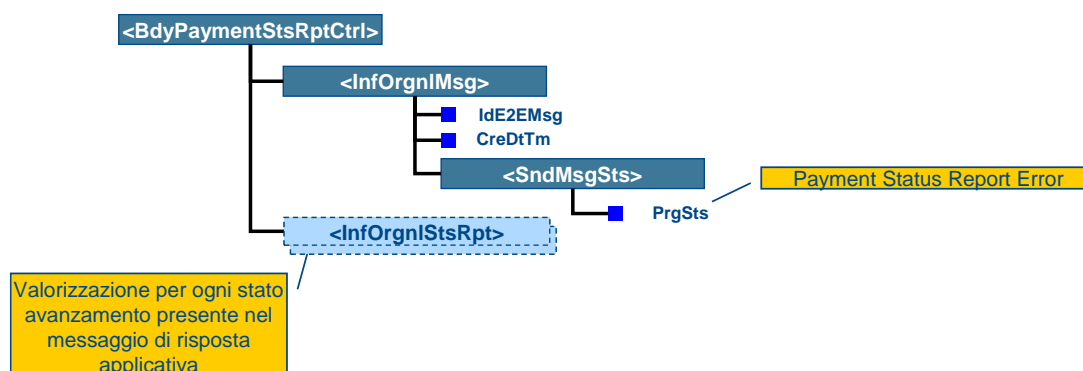 <BdyPaymentStsRptCtrl>
<InfOrgnlMsg>
IdE2EMsg
CreDtTm
<SndMsgSts>
Payment Status Report Error
PrgSts
<InfOrgnlStsRpt>
Valorizzazione per ogni stato
avanzamento presente nel
messaggio di risposta
applicativa